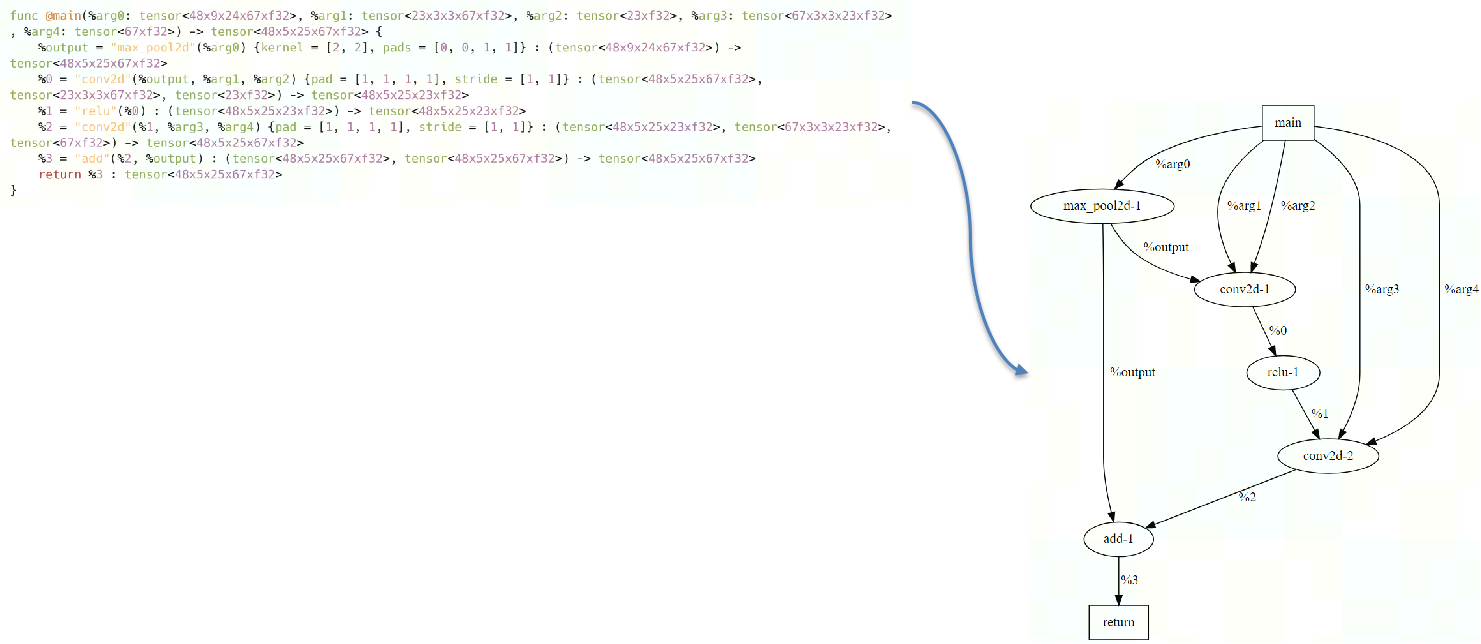 func @main(%arg0: tensor<48x9x24x67xf32>, %arg1: tensor<23x3x3x67xf32>, %arg2: tensor<23xf32>, %arg3: tensor<67x3x3x23xf32>
, %arg4: tensor<67xf32>) -> tensor<48x5x25x67xf32> {
%output = "max_pool2d"(%arg0) {kernel = [2, 2], pads = [0, 0, 1, 1]} : (tensor<48x9x24x67xf32>) ->
tensor<48x5x25x67xf32>
%0 = "conv2d"(%output, %arg1, %arg2) {pad = [1, 1, 1, 1], stride = [1, 1]} : (tensor<48x5x25x67xf32>,
tensor<23x3x3x67xf32>, tensor<23xf32>) -> tensor<48x5x25x23xf32>
%1 = "relu"(%0) : (tensor<48x5x25x23xf32>) -> tensor<48x5x25x23xf32>
%2 = "conv2d"(%1, %arg3, %arg4) {pad = [1, 1, 1, 1], stride = [1, 1]} : (tensor<48x5x25x23xf32>, tensor<67x3x3x23xf32>,
tensor<67xf32>) -> tensor<48x5x25x67xf32>
%3 = "add"(%2, %output) : (tensor<48x5x25x67xf32>, tensor<48x5x25x67xf32>) -> tensor<48x5x25x67xf32>
return %3 : tensor<48x5x25x67xf32>
}
main
%arg0
max_pool2d-1
%arg1
%arg2
%output
conv2d-1
%arg3
%arg4
%0
%output
relu-1
%1
conv2d-2
%2
add-1
%3
return